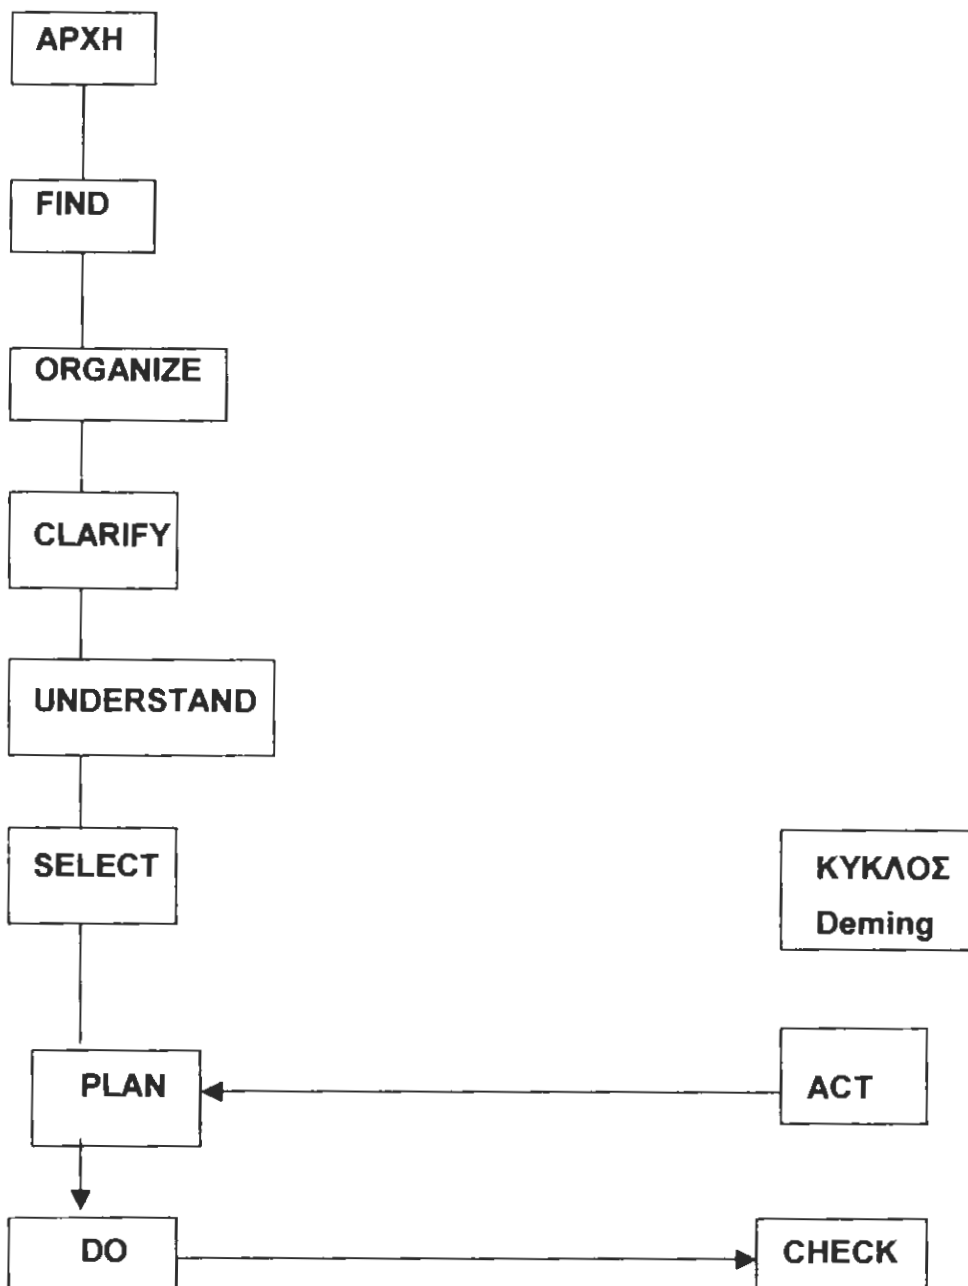 ΑΡΧΗ
FIND
ORGANIZE
CLARIFY
UNDERSTAND
SELECT
ΚΥΚΛΟΣ
Deming
PLAN
ACT
DO
CHECK